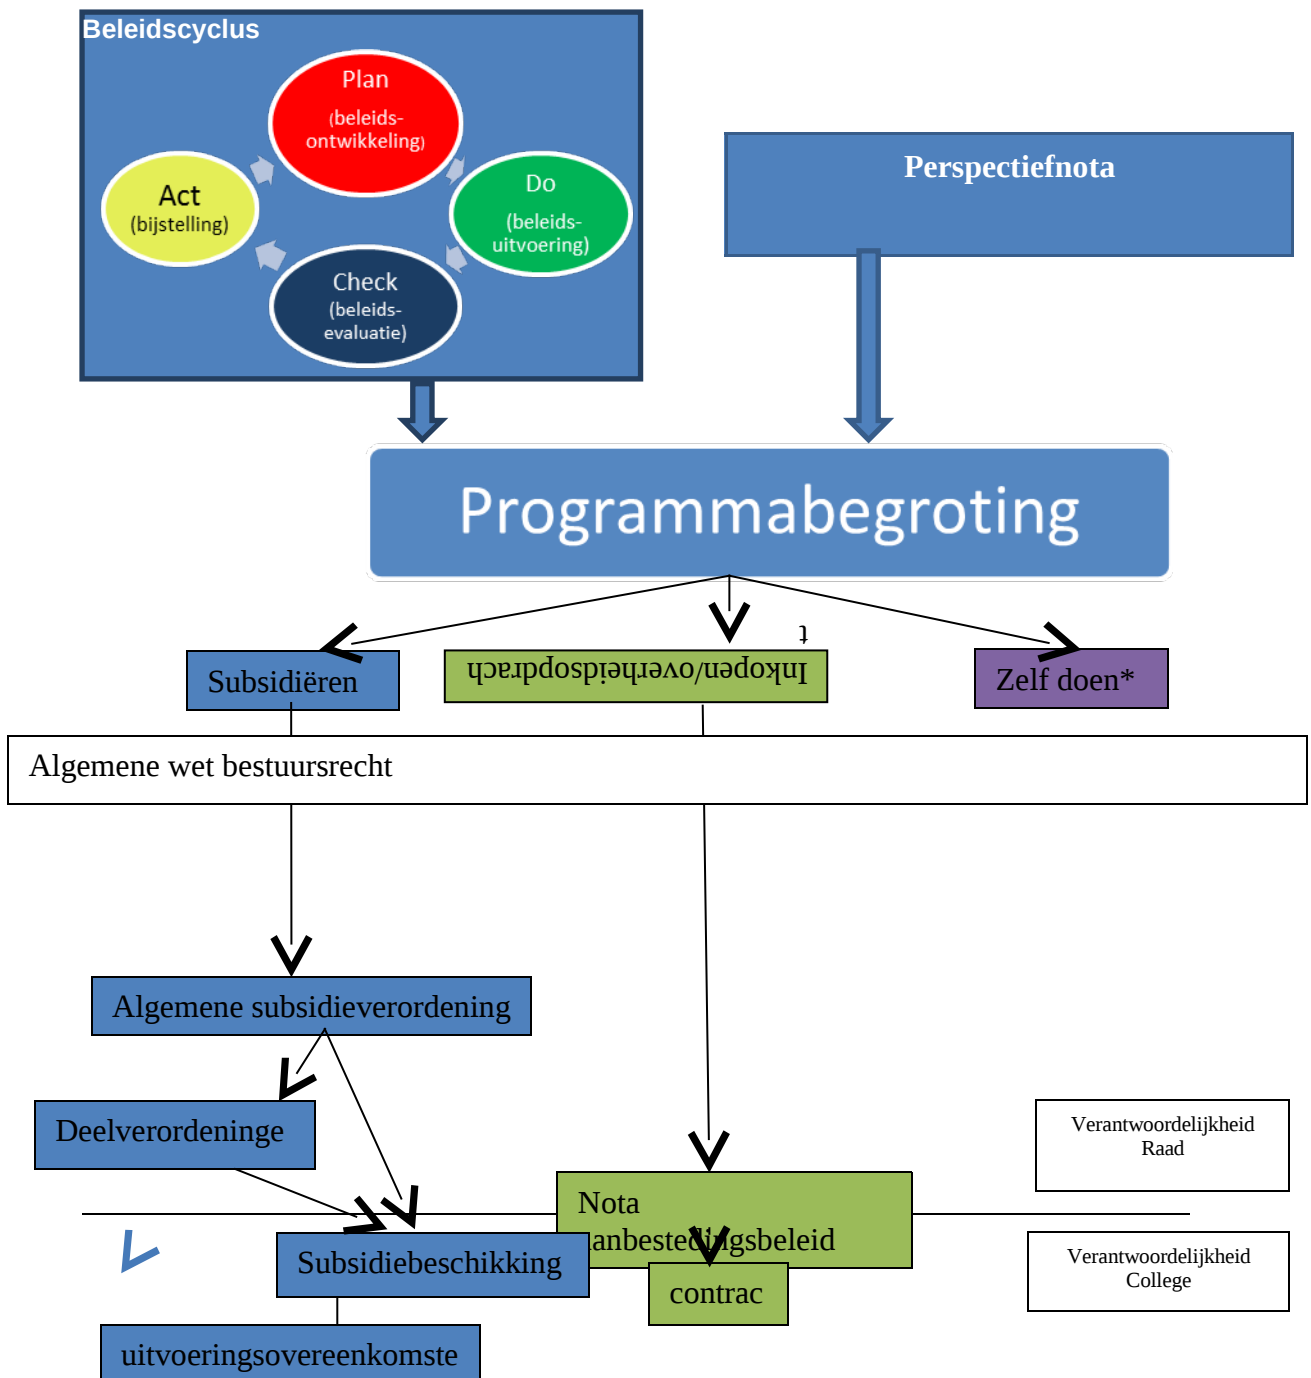 Beleidscyclus
Plan
(beleids-
ontwikkeling)
Act
(bijstelling)
Do
(beleids-
uitvoering)
Check
(beleids-
evaluatie)
Perspectiefnota
Programmabegroting
Subsidiëren
Inkopen/overheidsopdrach
t
Zelf doen*
Algemene wet bestuursrecht
Algemene subsidieverordening
Deelverordeninge
Verantwoordelijkheid
Raad
Nota
anbestedingsbeleid
Subsidiebeschikking
contrac
Verantwoordelijkheid
College
uitvoeringsovereenkomste